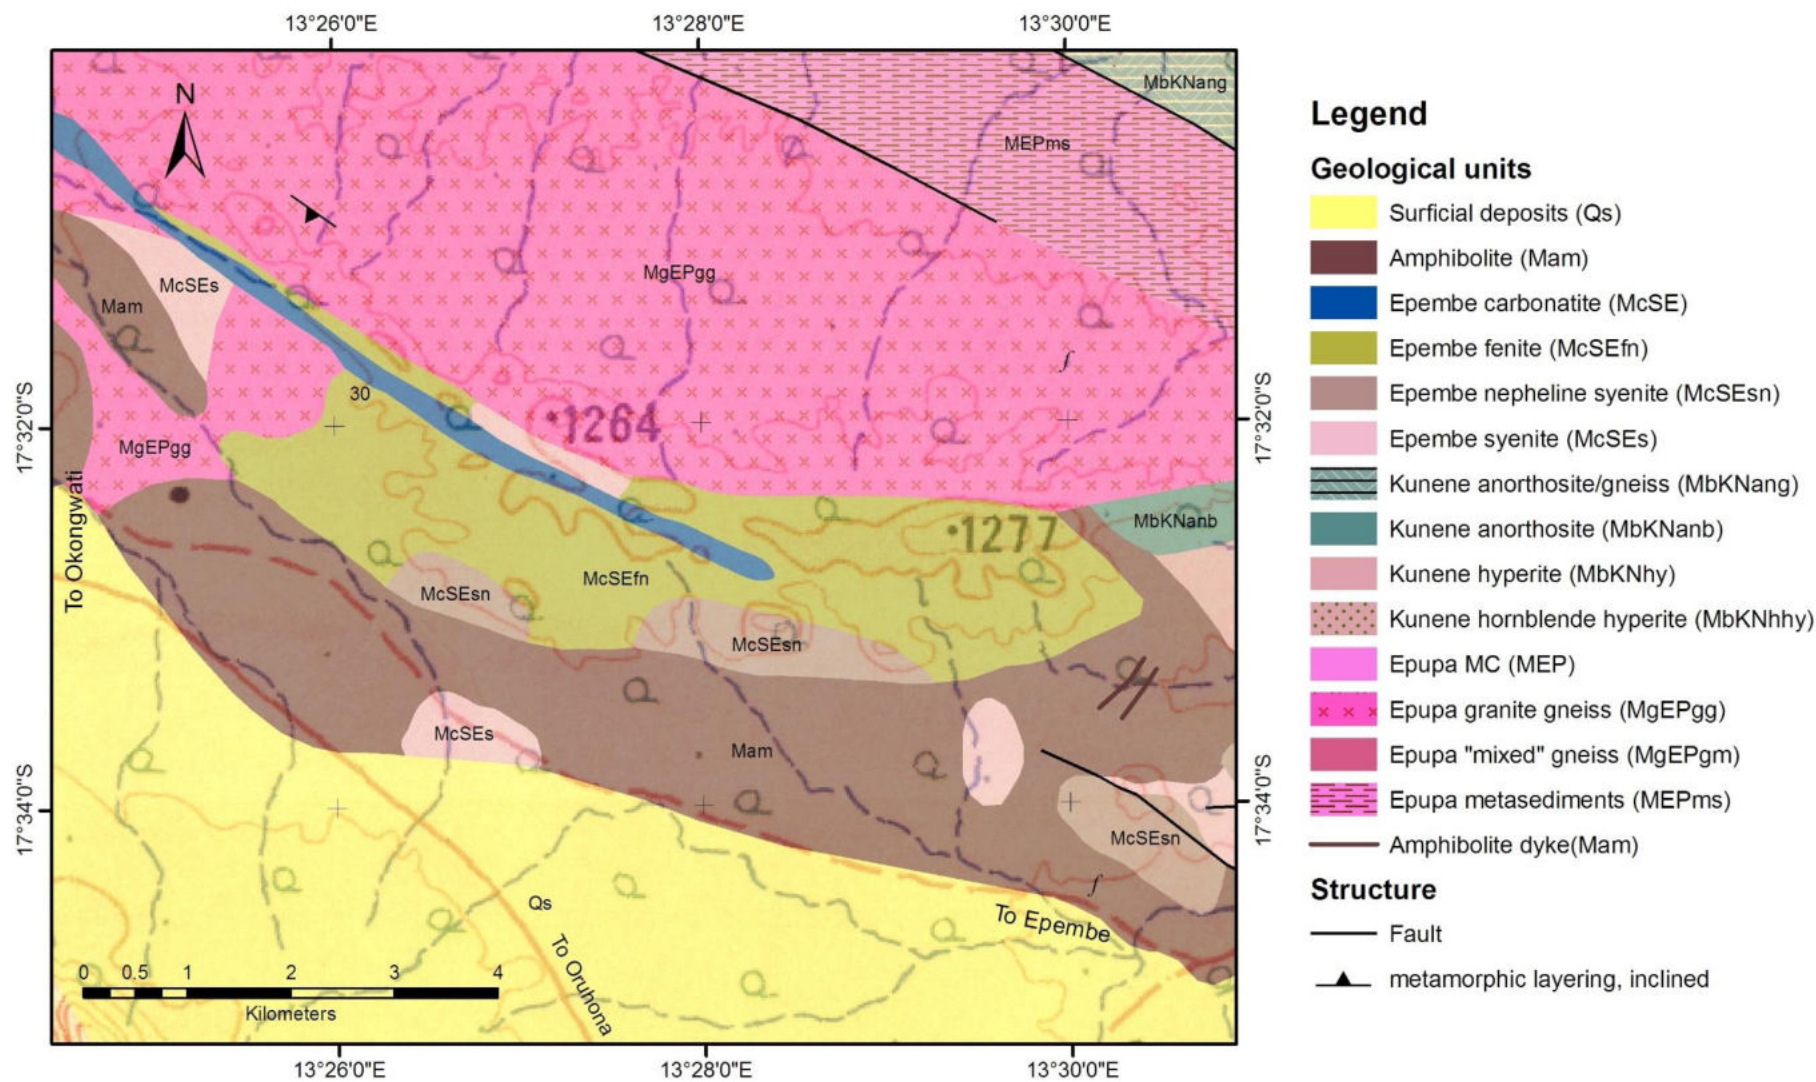 13°26'0"E 13°28'0"E 13°30'0"E
MbKNang
N
MEPms
McSEs
MgEPgg
Mam
f
30
1264
17°32'0"S
17°32'0"S
MgEPgg
To Okongwati
MbKNanb
1277
McSEfn
McSEsn
McSEsn
McSEs
Mam
17°34'0"S
17°34'0"S
McSEsn
f
Qs
To Epembe
To Oruhona
0 0.5 1 2 3 4
Kilometers
13°26'0"E 13°28'0"E 13°30'0"E
Legend
Geological units
Surficial deposits (Qs)
Amphibolite (Mam)
Epembe carbonatite (McSE)
Epembe fenite (McSEfn)
Epembe nepheline syenite (McSEsn)
Epembe syenite (McSEs)
Kunene anorthosite/gneiss (MbKNang)
Kunene anorthosite (MbKNanb)
Kunene hyperite (MbKNhy)
Kunene hornblende hyperite (MbKNhhy)
Epupa MC (MEP)
Epupa granite gneiss (MgEPgg)
Epupa "mixed" gneiss (MgEPgm)
Epupa metasediments (MEPms)
Amphibolite dyke(Mam)
Structure
Fault
metamorphic layering, inclined